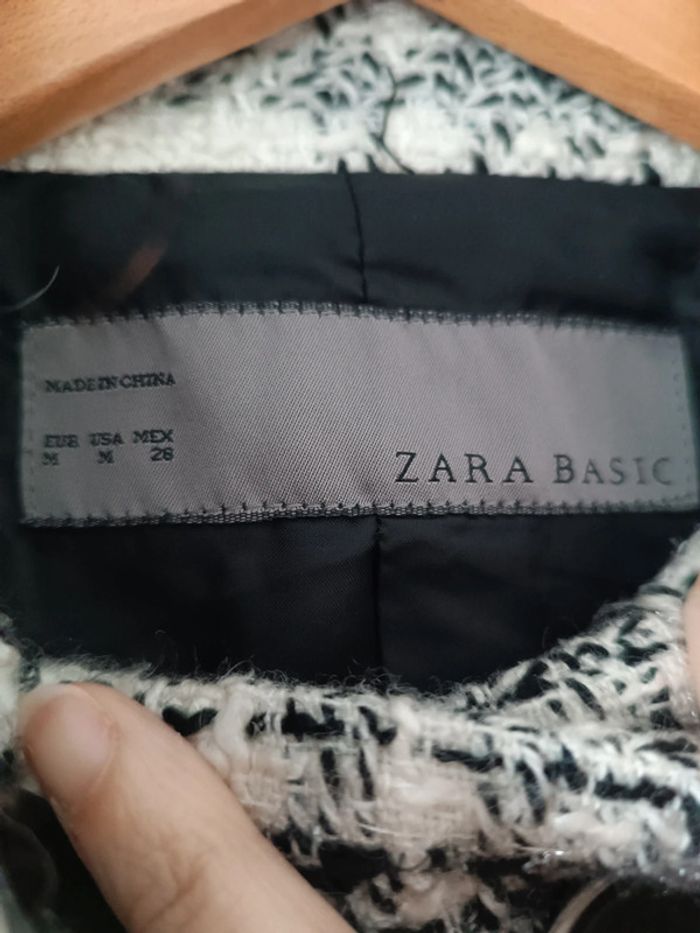 MADE IN CHINA
EUR USA MEX
M M 28
ZARA BASIC